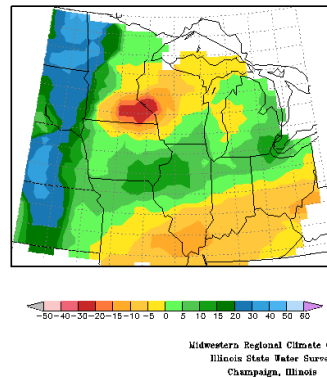 -50-40-30-20-15-10 -5 0 5 10 15 20 30 40 50 60
Midwestern Regional Climate
Illinois State Water Surve
Champaign, Illinois